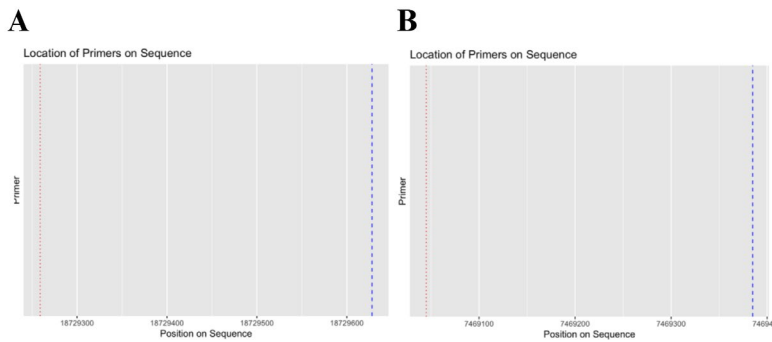 A
B
Location of Primers on Sequence
Location of Primers on Sequence
Primer
Primer
18729300 18729400 18729500 18729600
7469100 7469200 7469300 74694
Position on Sequence
Position on Sequence